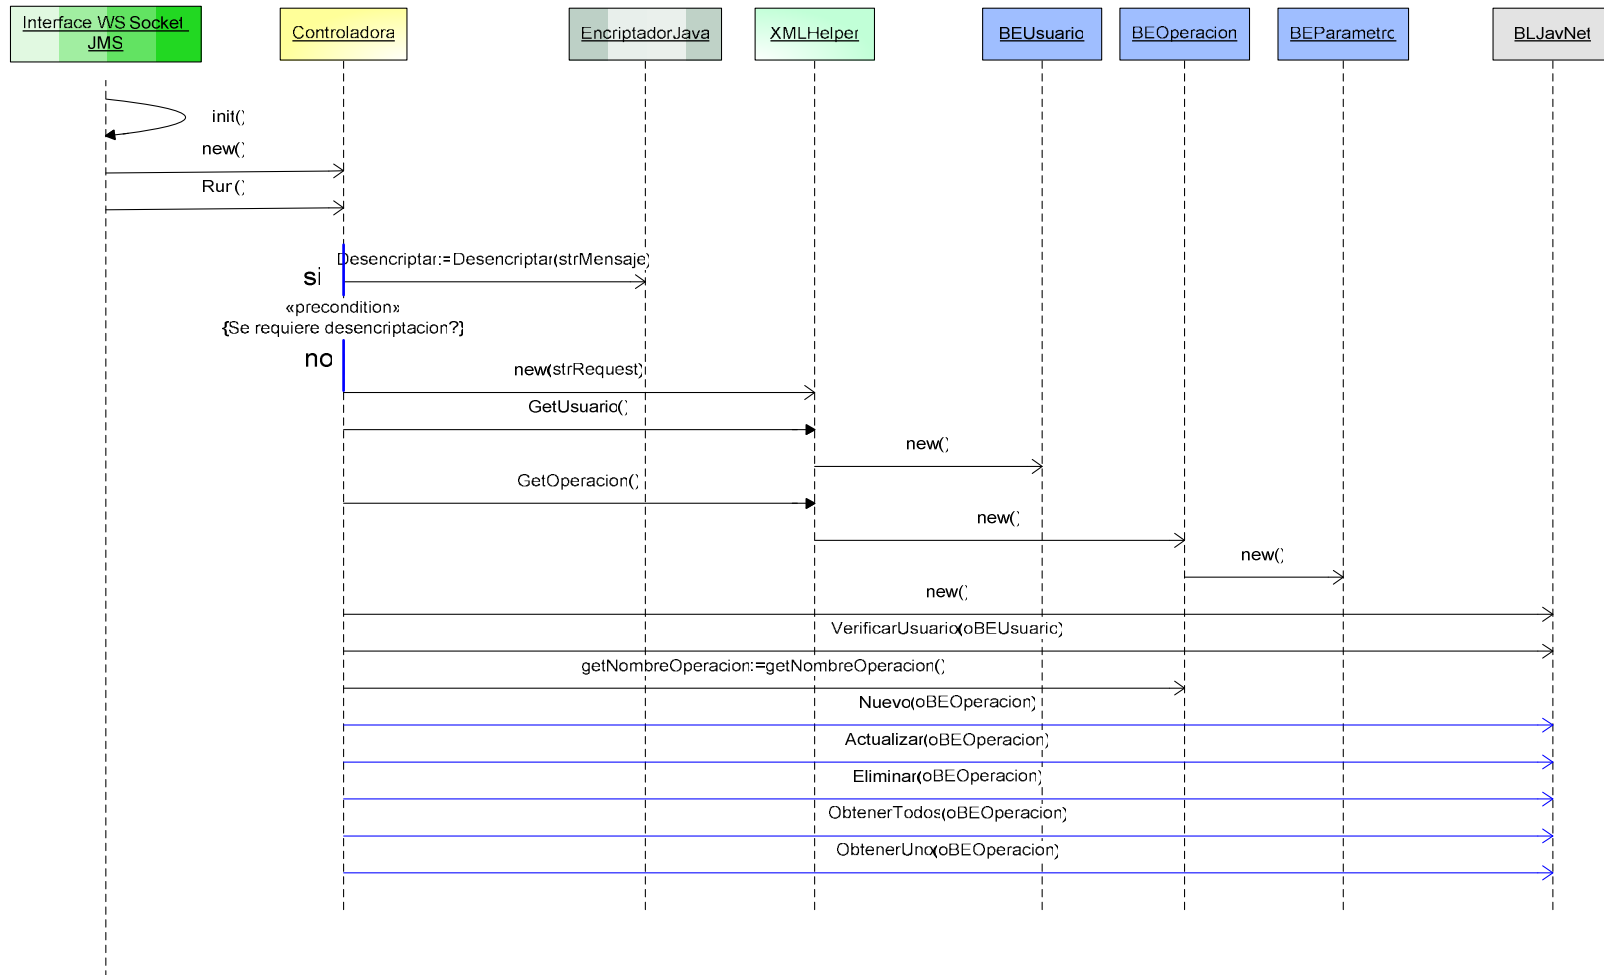 Interface WS Socket
JMS
Controladora
EncriptadorJava
XMLHelper
BEUsuario
BEOperacion
BEParametro
BLJavNet
init()
new()
Run()
Desencriptar:=Desencriptar(strMensaje)
si
«precondition»
{Se requiere desencriptacion?}
no
new(strRequest)
GetUsuario()
new()
GetOperacion()
new()
new()
new()
VerificarUsuario(oBEUsuario)
getNombreOperacion:=getNombreOperacion()
Nuevo(oBEOperacion)
Actualizar(oBEOperacion)
Eliminar(oBEOperacion)
ObtenerTodos(oBEOperacion)
ObtenerUno(oBEOperacion)